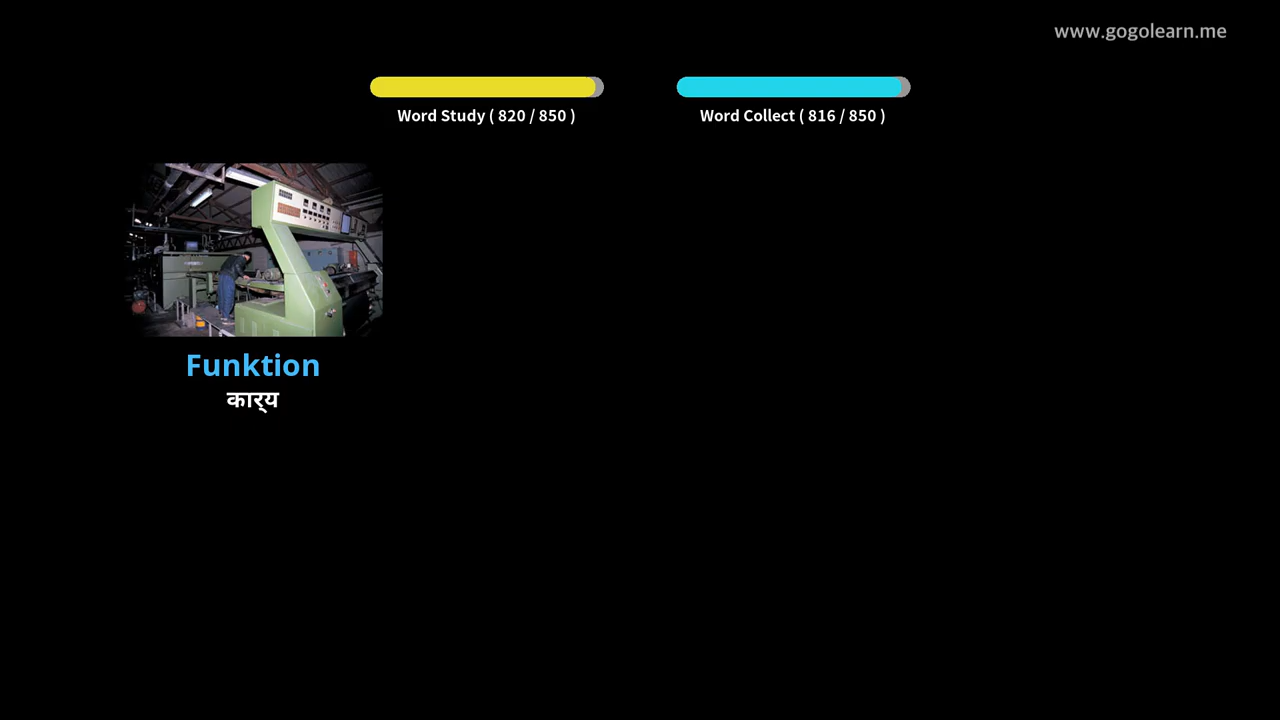 www.gogolearn.me
Word Study ( 820 / 850 )
Word Collect ( 816 / 850 )
Funktion
कार्य